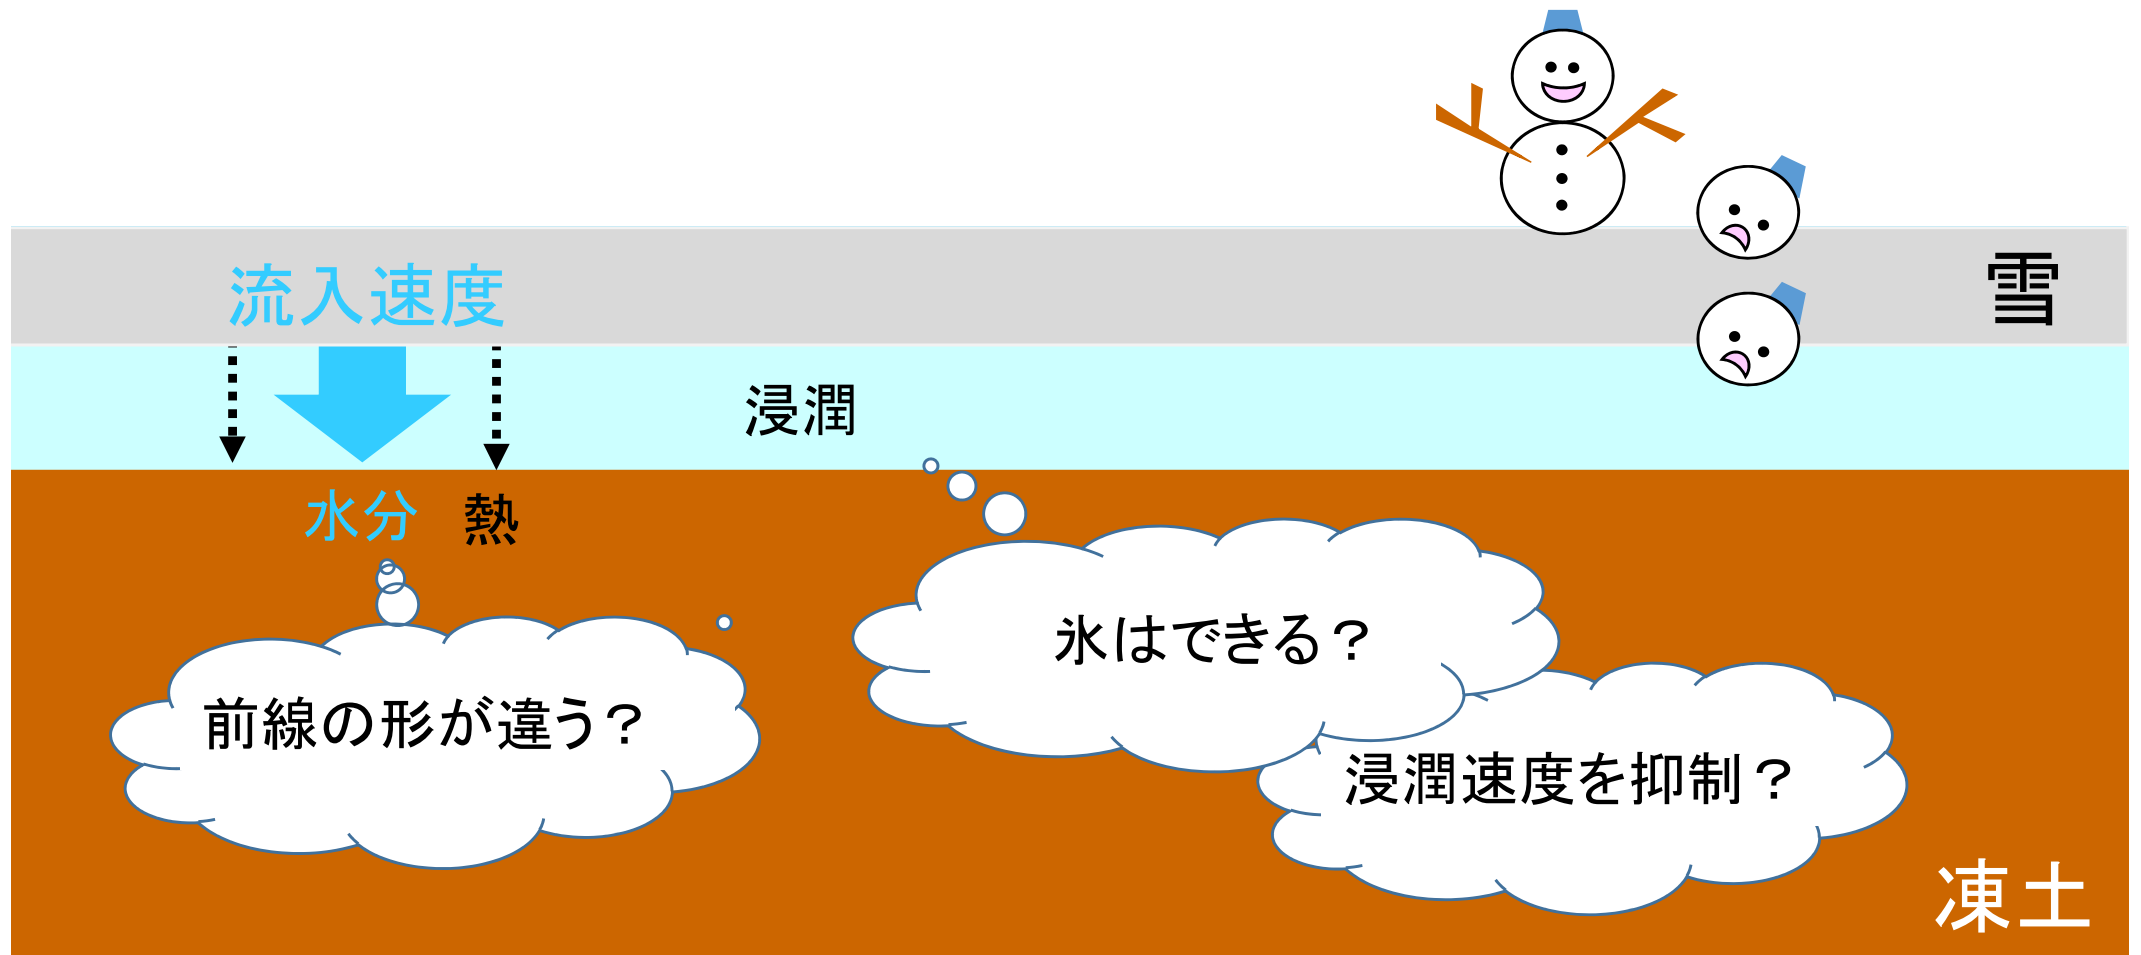 流入速度
雪
浸潤
水分
熱
氷はできる？
前線の形が違う？
浸潤速度を抑制？
凍土